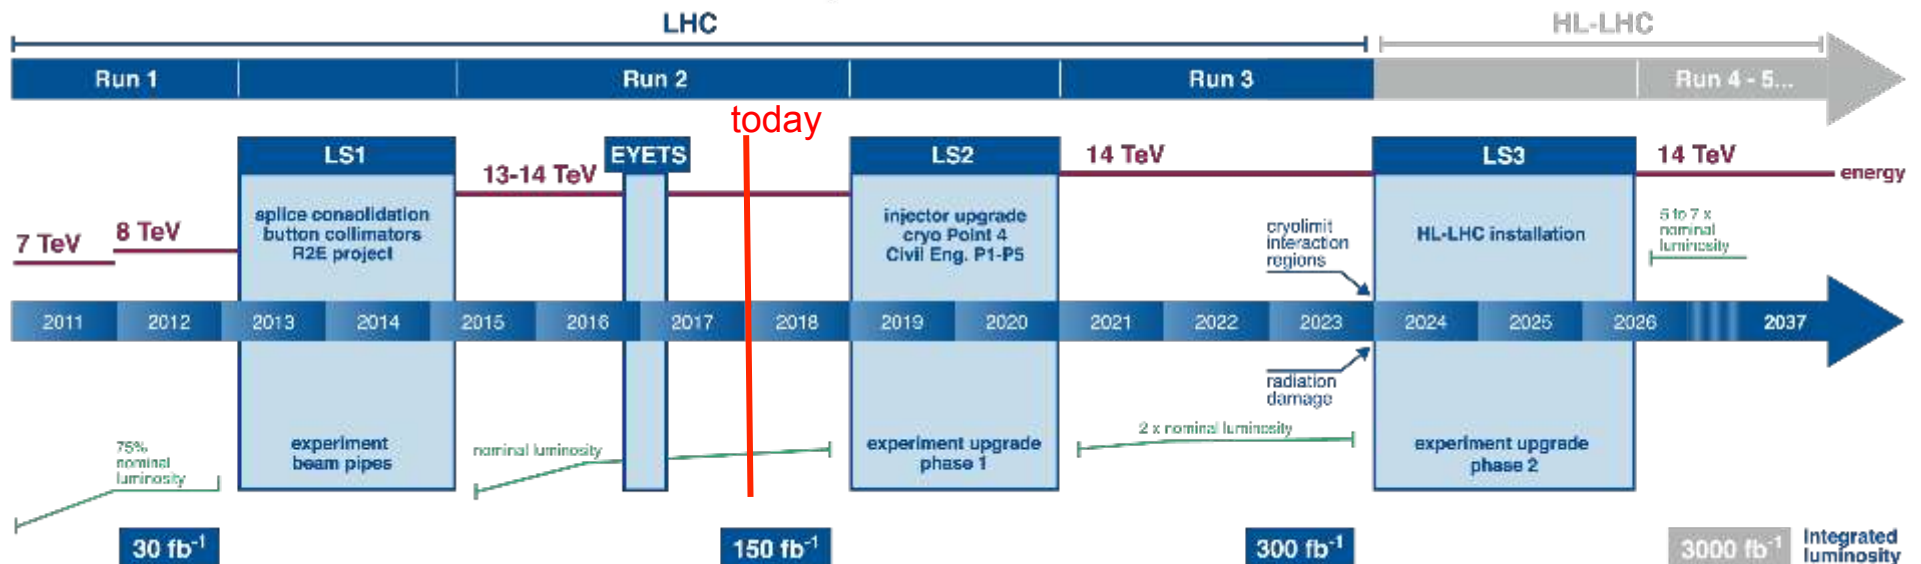 LHC
HL-LHC
Run 1
Run 2
Run 3
Run 4 - 5...
today
LS1
EYETS
LS2
14 TeV
LS3
14 TeV
energy
13-14 TeV
7 TeV
8 TeV
splice consolidation
button collimators
R2E project
injector upgrade
cryo Point 4
Civil Eng. P1-P5
cryolimit
interaction
regions
HL-LHC installation
5 to 7 x
nominal
luminosity
2011
2012
2013
2014
2015
2016
2017
2018
2019
2020
2021
2022
2023
2024
2025
2026
2037
radiation
damage
75%
nominal
luminosity
experiment
beam pipes
nominal luminosity
experiment upgrade
phase 1
2 x nominal luminosity
experiment upgrade
phase 2
30 fb-1
150 fb-1
300 fb-1
3000 fb-1
Integrated
luminosity